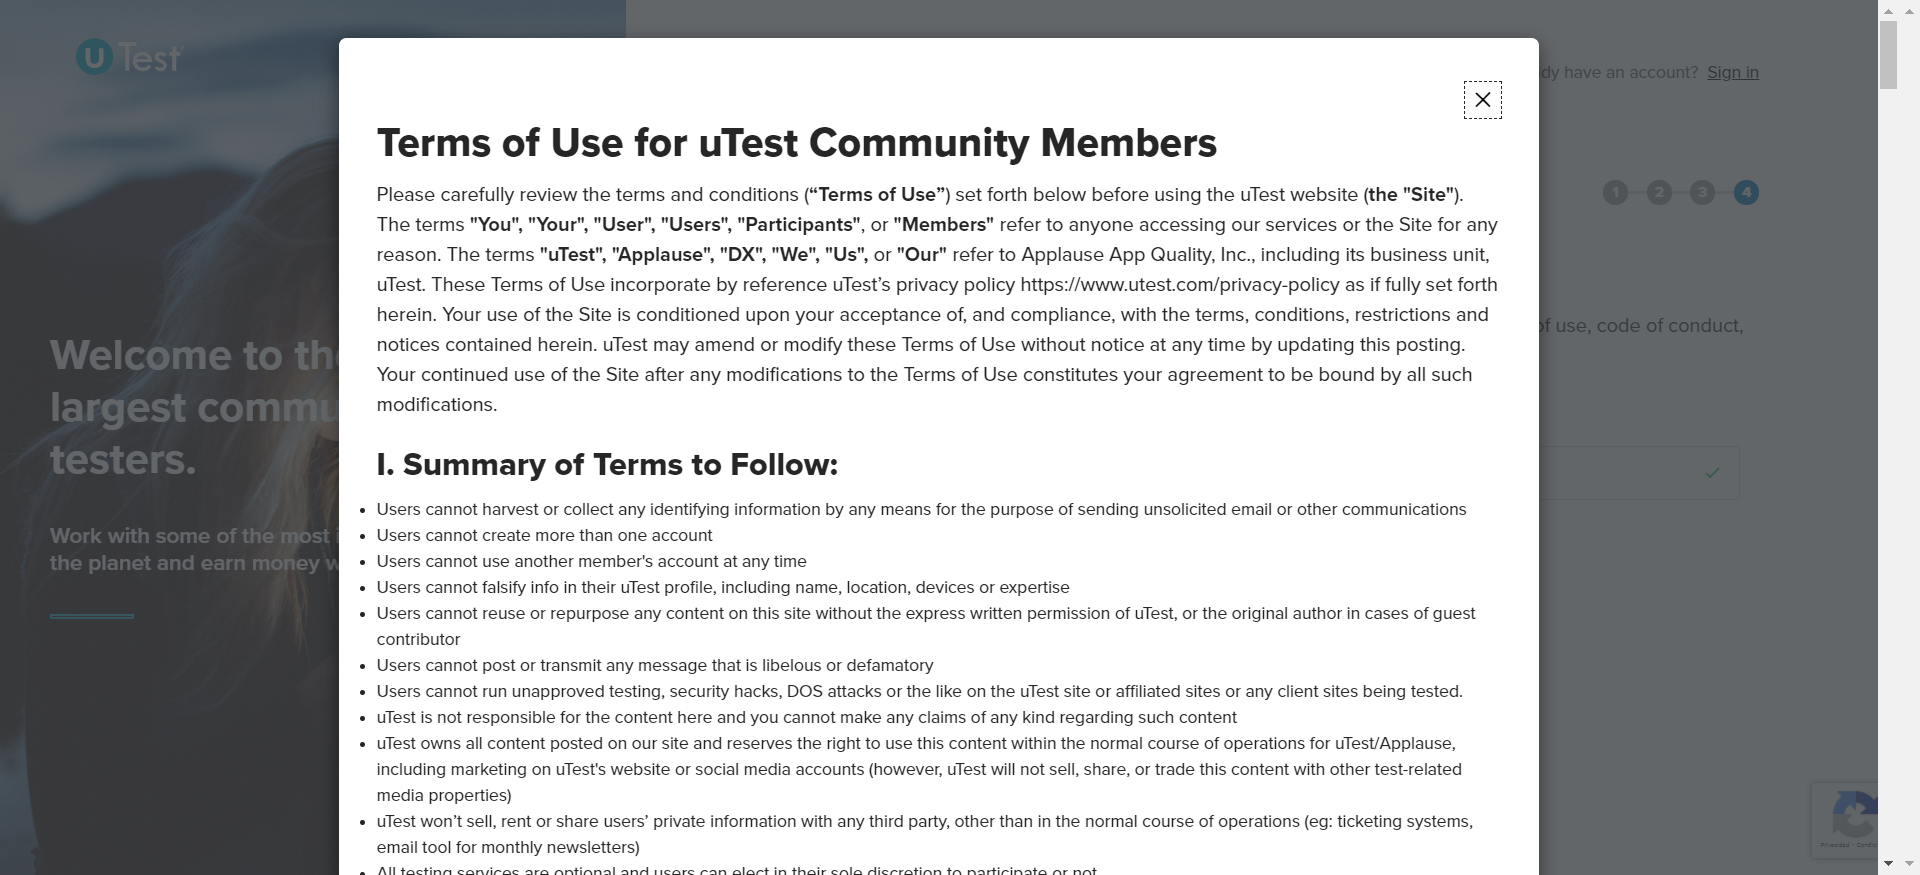 U Test
dy have an account? Sign in
Terms of Use for uTest Community Members
1 2 3 4
Please carefully review the terms and conditions (“Terms of Use”) set forth below before using the uTest website (the "Site").
The terms "You", "Your", "User", "Users", "Participants", or "Members" refer to anyone accessing our services or the Site for any
reason. The terms "uTest", "Applause", "DX", "We", "Us", or "Our" refer to Applause App Quality, Inc., including its business unit,
uTest. These Terms of Use incorporate by reference uTest’s privacy policy https://www.utest.com/privacy-policy as if fully set forth
herein. Your use of the Site is conditioned upon your acceptance of, and compliance, with the terms, conditions, restrictions and
notices contained herein. uTest may amend or modify these Terms of Use without notice at any time by updating this posting.
Your continued use of the Site after any modifications to the Terms of Use constitutes your agreement to be bound by all such
modifications.
of use, code of conduct,
Welcome to the
largest commu
testers.
Work with some of the most i
the planet and earn money w
I. Summary of Terms to Follow:
• Users cannot harvest or collect any identifying information by any means for the purpose of sending unsolicited email or other communications
• Users cannot create more than one account
• Users cannot use another member's account at any time
• Users cannot falsify info in their uTest profile, including name, location, devices or expertise
• Users cannot reuse or repurpose any content on this site without the express written permission of uTest, or the original author in cases of guest
contributor
• Users cannot post or transmit any message that is libelous or defamatory
• Users cannot run unapproved testing, security hacks, DOS attacks or the like on the uTest site or affiliated sites or any client sites being tested.
• uTest is not responsible for the content here and you cannot make any claims of any kind regarding such content
• uTest owns all content posted on our site and reserves the right to use this content within the normal course of operations for uTest/Applause,
including marketing on uTest's website or social media accounts (however, uTest will not sell, share, or trade this content with other test-related
media properties)
• uTest won’t sell, rent or share users’ private information with any third party, other than in the normal course of operations (eg: ticketing systems,
email tool for monthly newsletters)
• All testing services are optional and users can elect in their sole discretion to participate or not